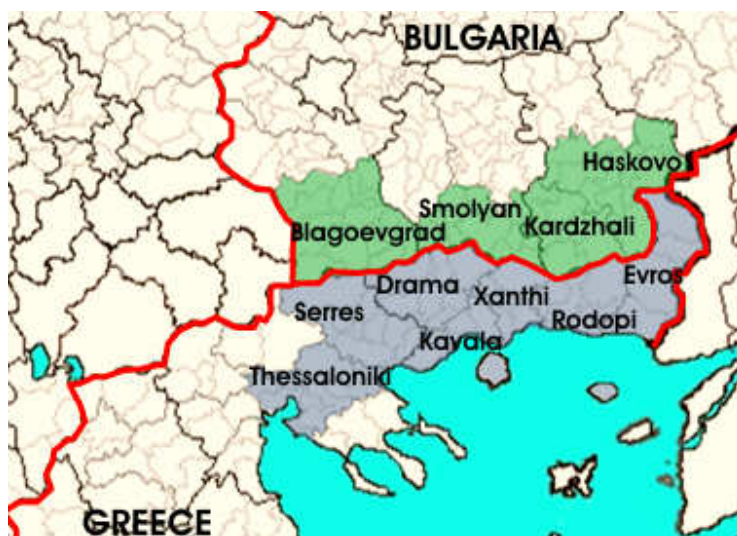 BULGARIA
Haskovo
Smolyan
Kardzhali
Blagoevgrad
Evros
Drama
Xanthi
Serres
Rodopi
Kavala
Thessaloniki
GREECE